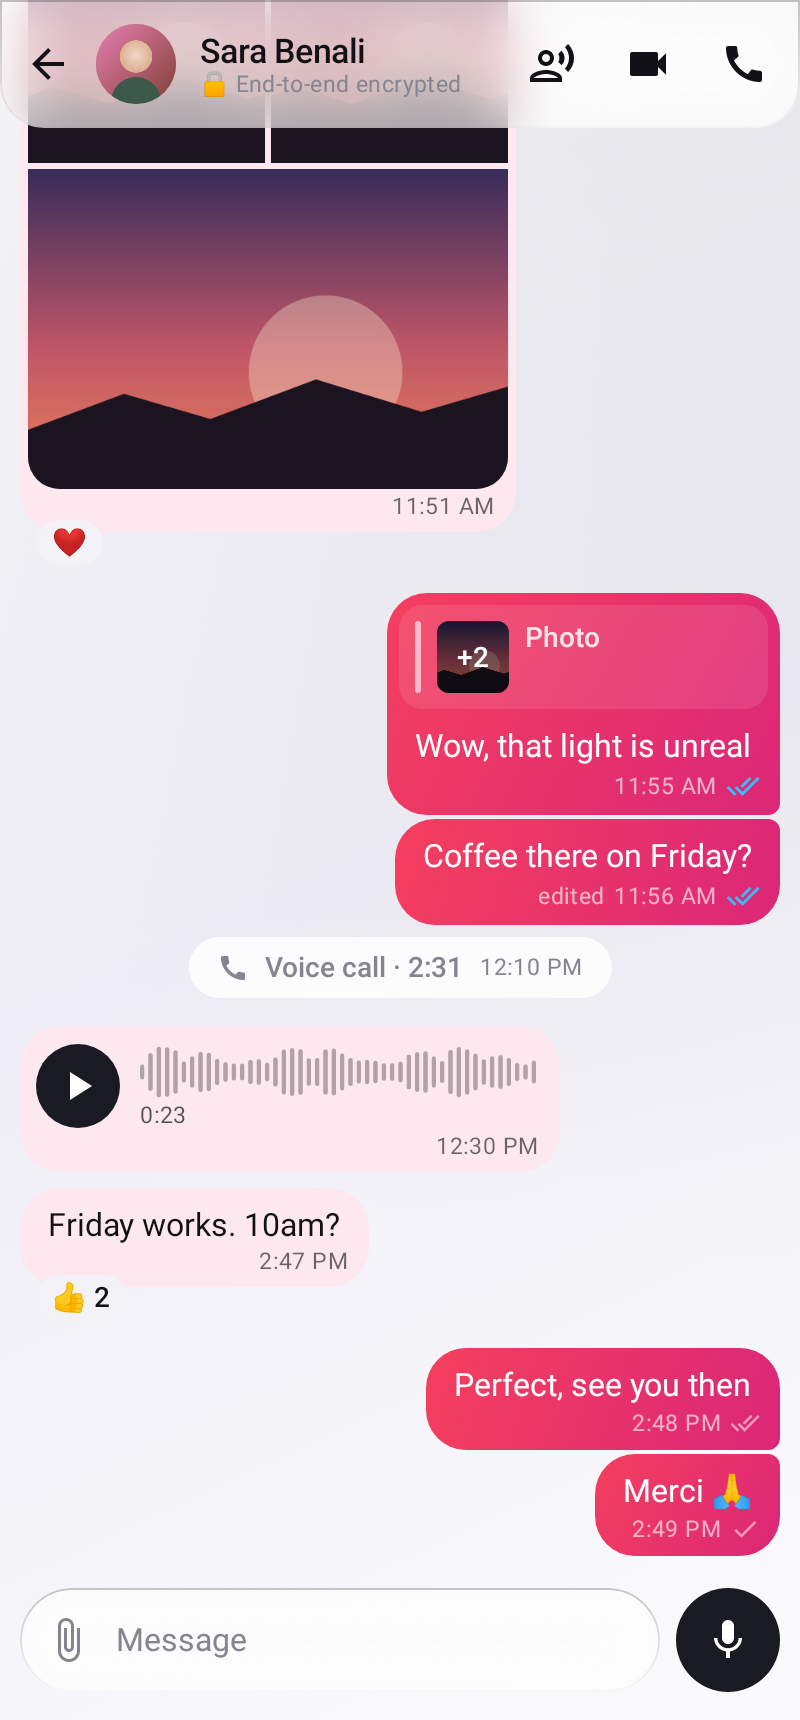 Sara Benali
🔒 End-to-end encrypted
11:51 AM
❤️
+2
Photo
Wow, that light is unreal
11:55 AM
Coffee there on Friday?
edited 11:56 AM
Voice call · 2:31 12:10 PM
0:23
12:30 PM
Friday works. 10am?
2:47 PM
👍 2
Perfect, see you then
2:48 PM
Merci 🙏
2:49 PM
Message